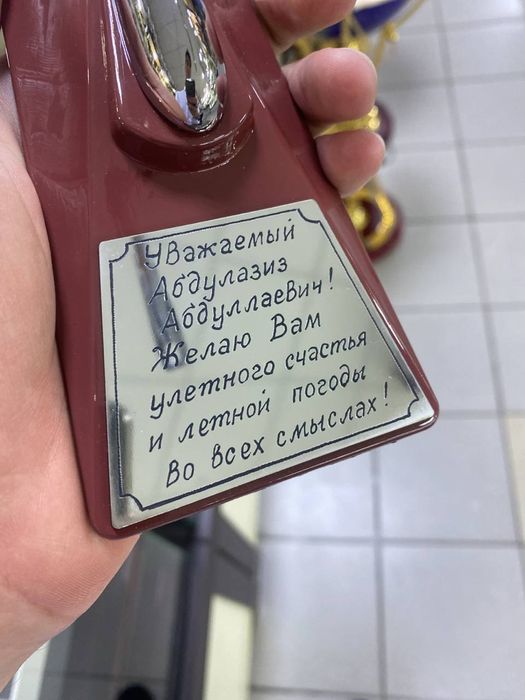 Уважаемый
Абдулазиз
Абдуллаевич!
Желаю Вам
улетного счастья
и летной погоды
Во всех смыслах!